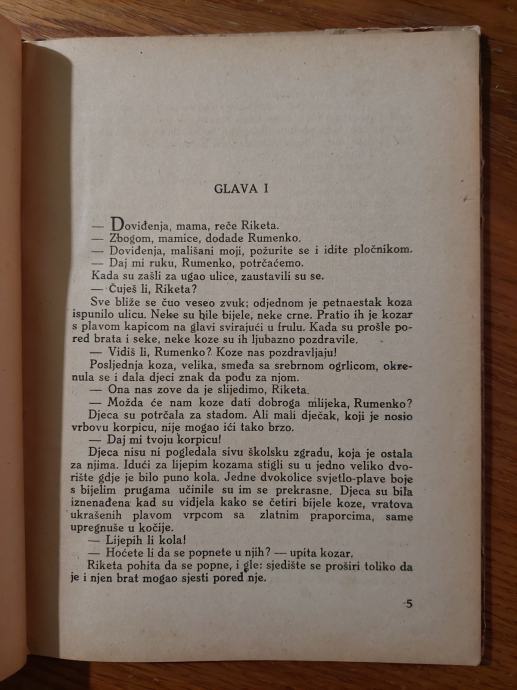 GLAVA I
— Doviđenja, mama, reče Riketa.
— Zbogom, mamice, dodade Rumenko.
— Doviđenja, mališani moji, požurite se i idite pločnikom.
— Daj mi ruku, Rumenko, potrčaćemo.
Kada su zašli za ugao ulice, zaustavili su se.
— Čuješ li, Riketa?
Sve bliže se čuo veseo zvuk; odjednom je petnaestak koza
ispunilo ulicu. Neke su bile bijele, neke crne. Pratio ih je kozar
s plavom kapicom na glavi svirajući u frulu. Kada su prošle po-
red brata i seke, neke koze su ih ljubazno pozdravile.
— Vidiš li, Rumenko? Koze nas pozdravljaju!
Posljednja koza, velika, smeđa sa srebrnom ogrlicom, okre-
nula se i dala djeci znak da pođu za njom.
— Ona nas zove da je slijedimo, Riketa.
— Možda će nam koze dati dobroga mlijeka, Rumenko?
Djeca su potrčala za stadom. Ali mali dječak, koji je nosio
vrbovu korpicu, nije mogao ići tako brzo.
— Daj mi tvoju korpicu!
Djeca nisu ni pogledala sivu školsku zgradu, koja je ostala
za njima. Idući za lijepim kozama stigli su u jedno veliko dvo-
rište gdje je bilo puno kola. Jedne dvokolice svjetlo-plave boje
s bijelim prugama učinile su im se prekrasne. Djeca su bila
iznenađena kad su vidjela kako se četiri bijele koze, vratova
ukrašenih plavom vrpcom sa zlatnim praporcima, same
upregnuše u kočije.
— Lijepih li kola!
— Hoćete li da se popnete u njih? — upita kozar.
Riketa pohita da se popne, i gle: sjedište se proširi toliko da
je i njen brat mogao sjesti pored nje.
5